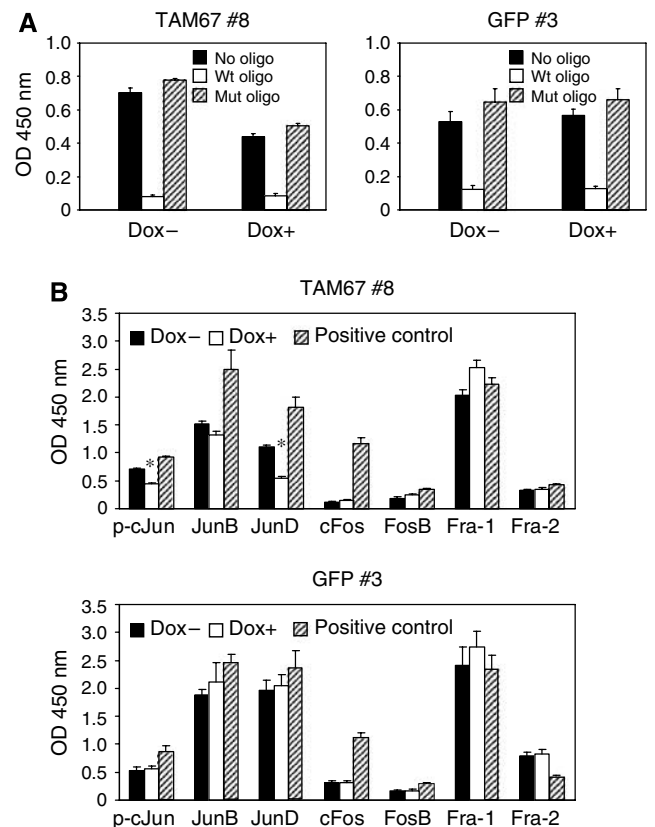 A
TAM67 #8
GFP #3
OD 450 nm
1.0
0.8
0.6
0.4
0.2
0
No oligo
Wt oligo
Mut oligo
Dox−
Dox+
1.0
0.8
0.6
0.4
0.2
0
No oligo
Wt oligo
Mut oligo
Dox−
Dox+
B
TAM67 #8
OD 450 nm
3.5
3.0
2.5
2.0
1.5
1.0
0.5
0
Dox− Dox+ Positive control
* *
p-cJun JunB JunD cFos FosB Fra-1 Fra-2
GFP #3
OD 450 nm
3.5
3.0
2.5
2.0
1.5
1.0
0.5
0
Dox− Dox+ Positive control
p-cJun JunB JunD cFos FosB Fra-1 Fra-2